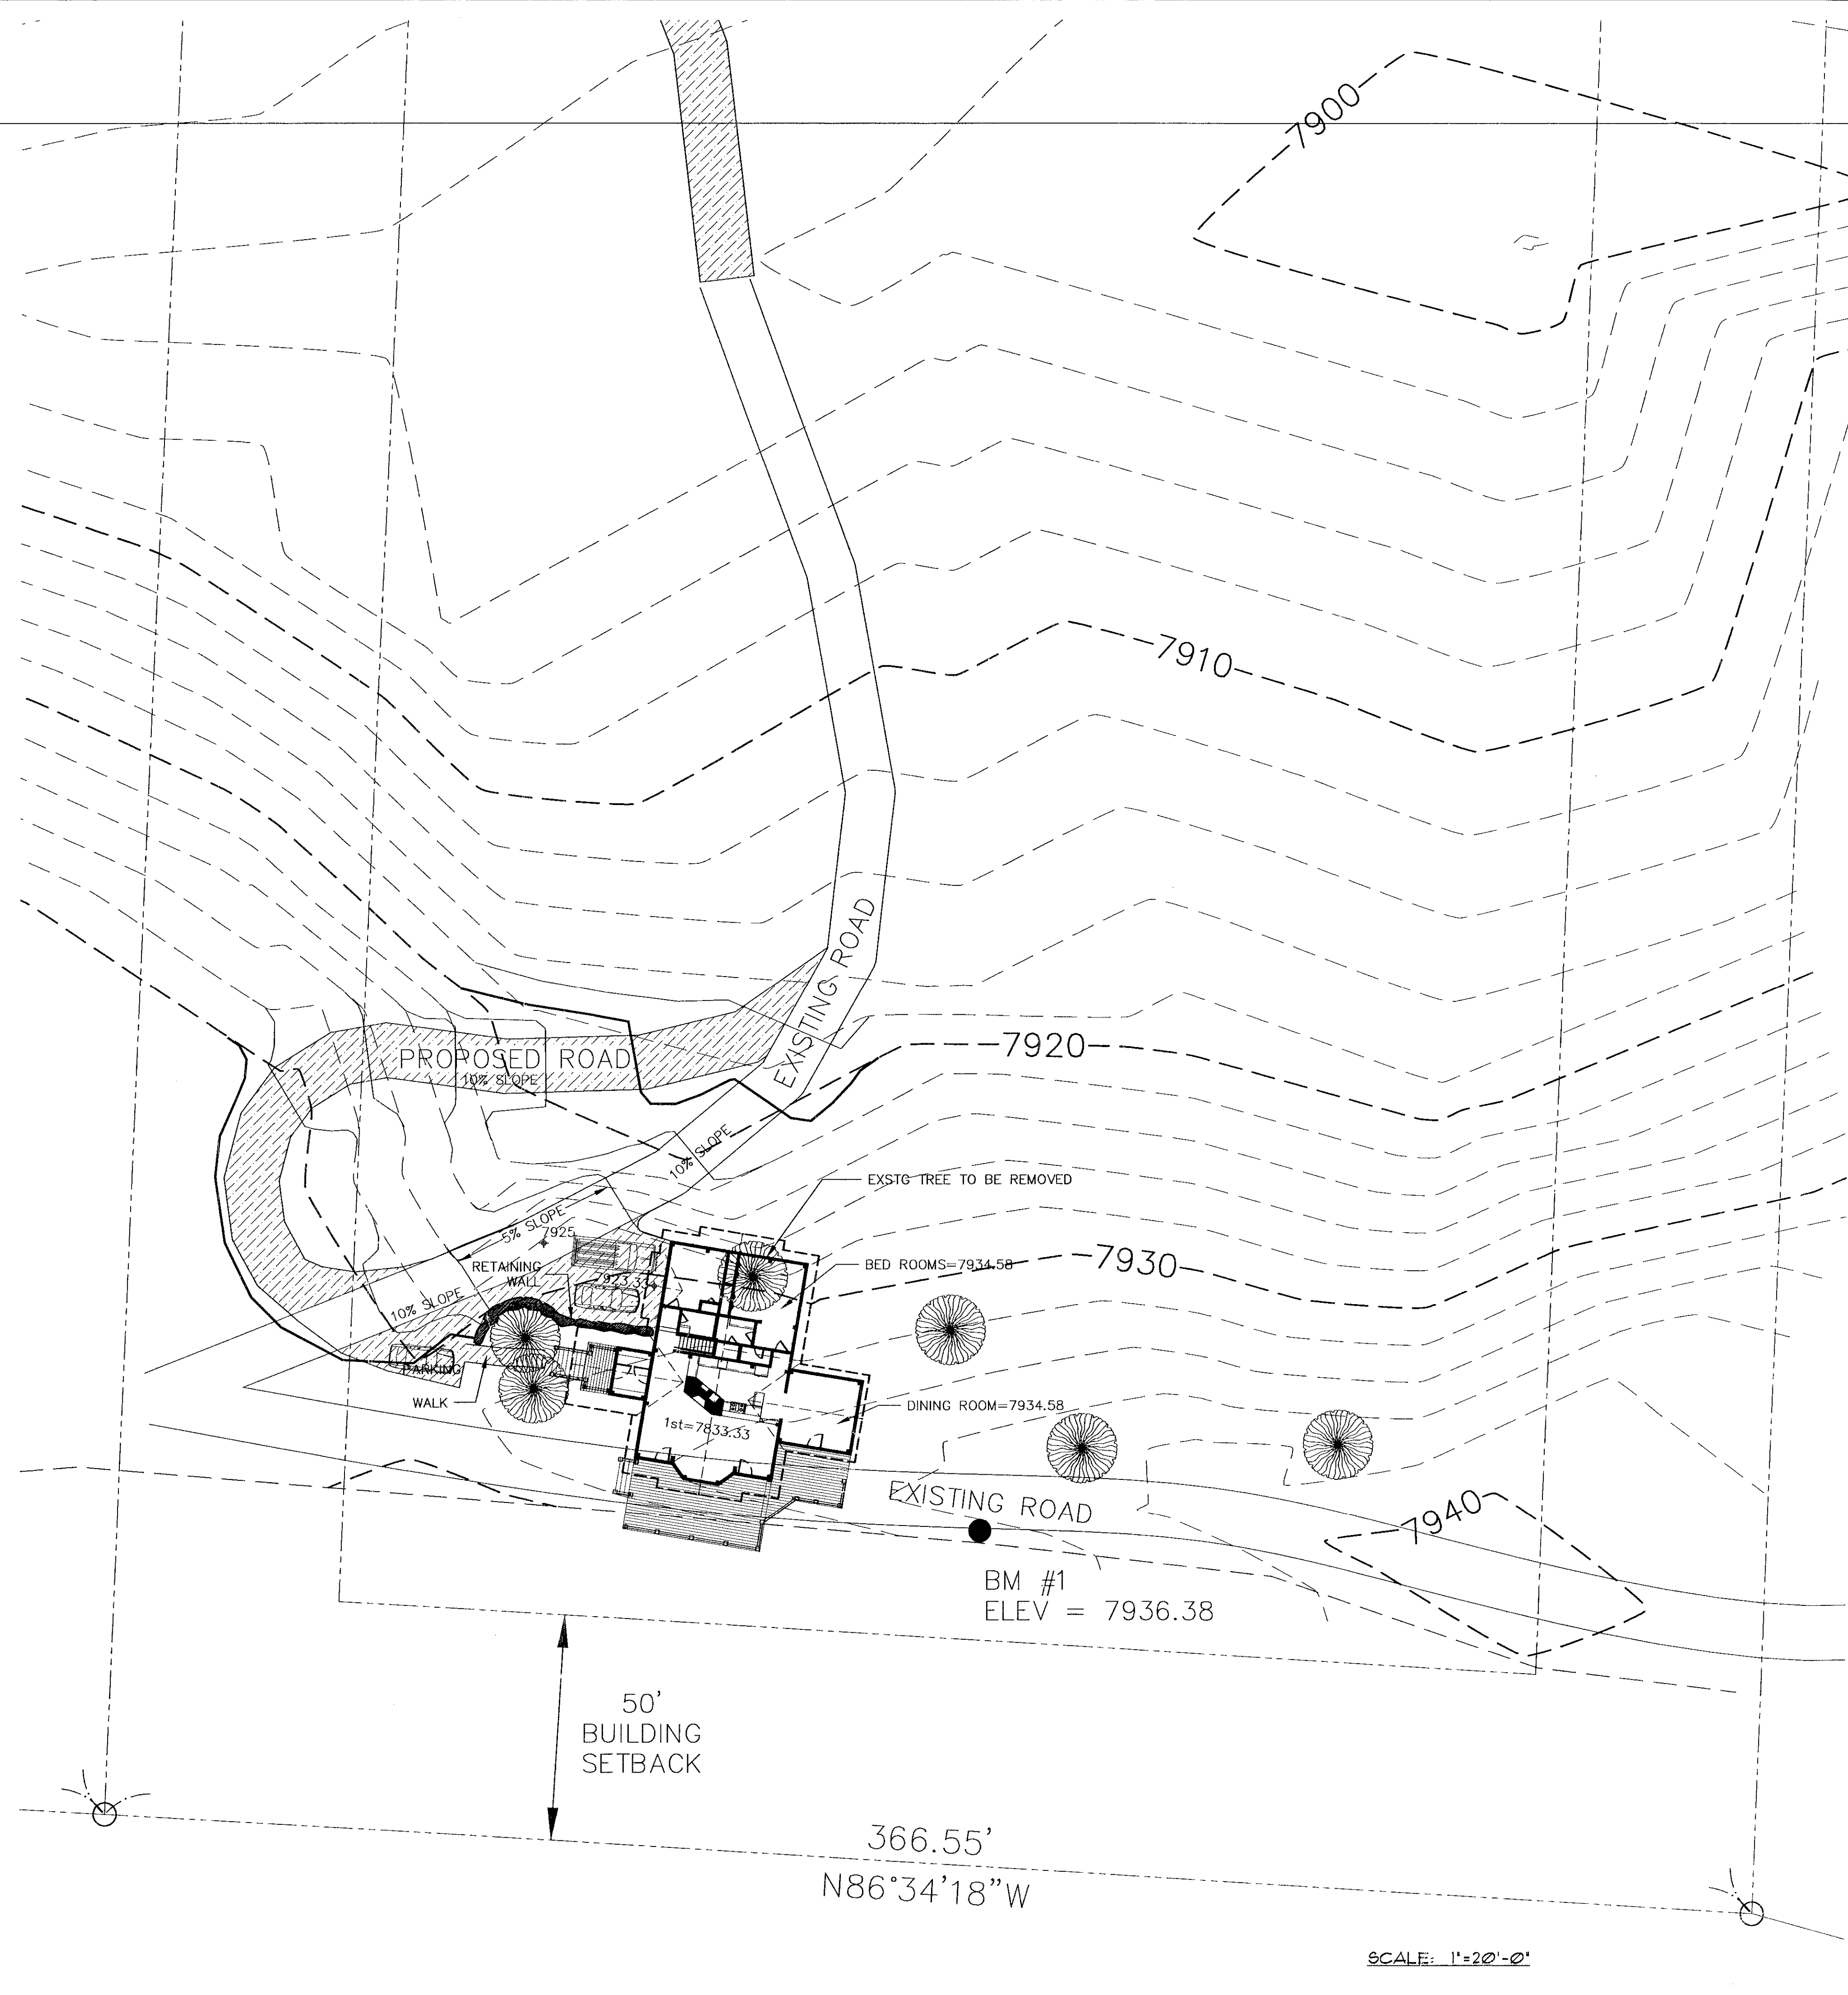 7900
7910
EXISTING ROAD
7920
PROPOSED ROAD
10% SLOPE
10% SLOPE
EXSTG TREE TO BE REMOVED
5% SLOPE
7925
RETAINING
WALL
7923.33
BED ROOMS=7934.58
7930
10% SLOPE
PARKING
WALK
DINING ROOM=7934.58
1st=7833.33
EXISTING ROAD
7940
BM #1
ELEV = 7936.38
50'
BUILDING
SETBACK
366.55'
N86°34'18"W
SCALE: 1"=20'-0"